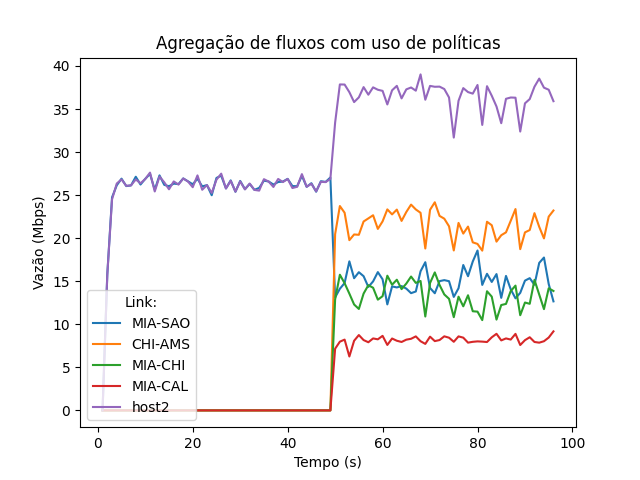 Agregação de fluxos com uso de políticas
Vazão (Mbps)
40
35
30
25
20
15
10
5
0
Link:
MIA-SAO
CHI-AMS
MIA-CHI
MIA-CAL
host2
0 20 40 60 80 100
Tempo (s)